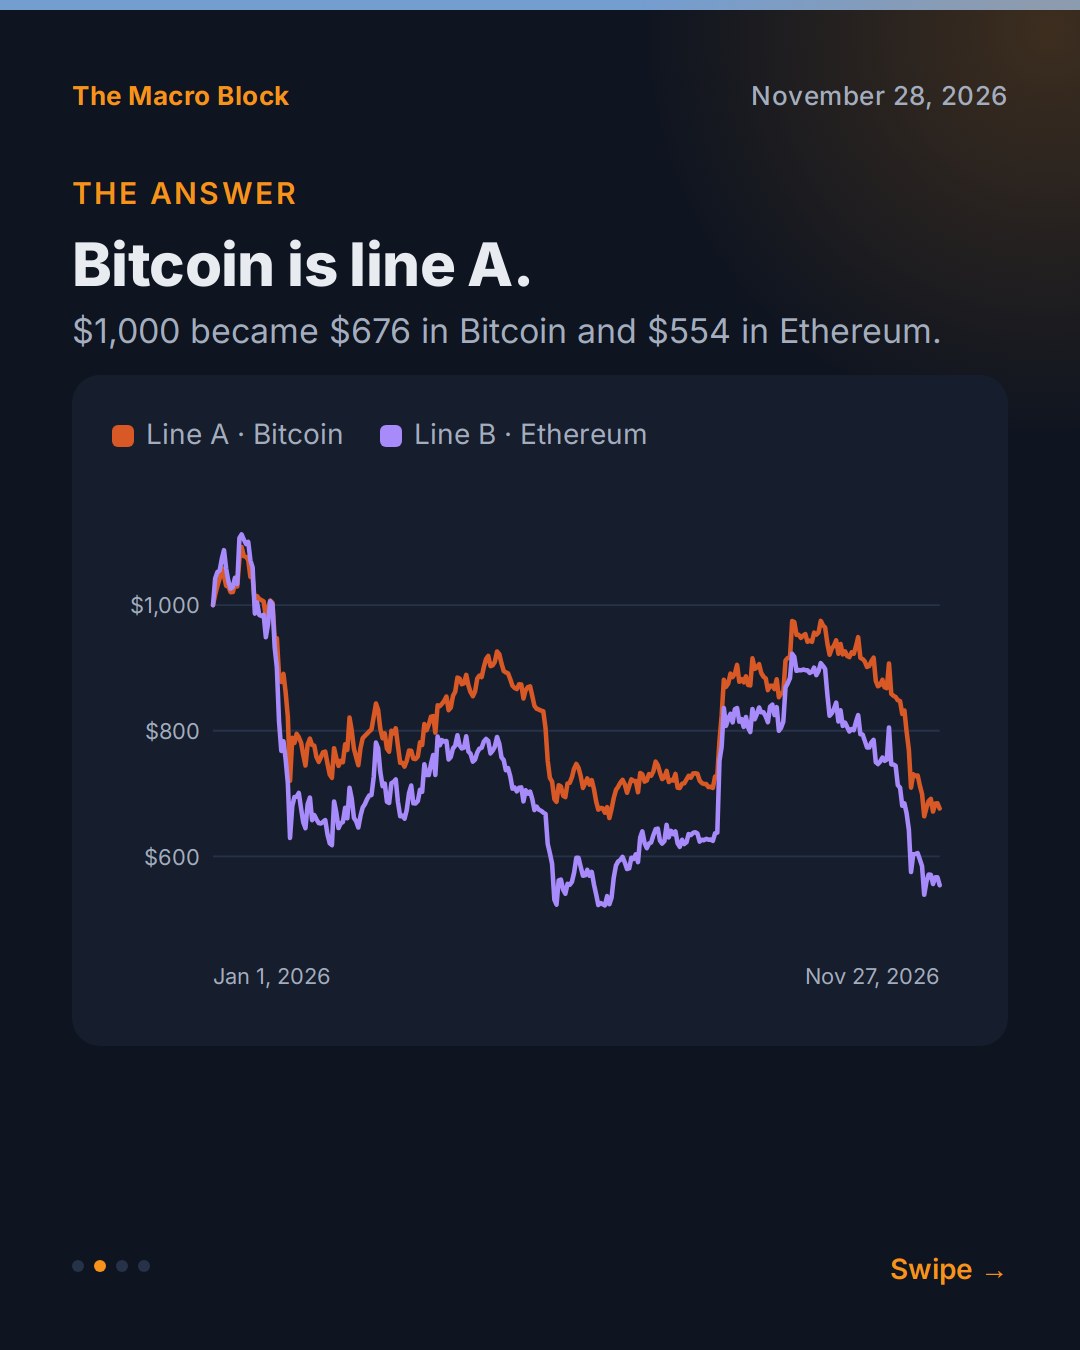 The Macro Block
November 28, 2026
THE ANSWER
Bitcoin is line A.
$1,000 became $676 in Bitcoin and $554 in Ethereum.
Line A · Bitcoin
Line B · Ethereum
$1,000
$800
$600
Jan 1, 2026
Nov 27, 2026
Swipe →